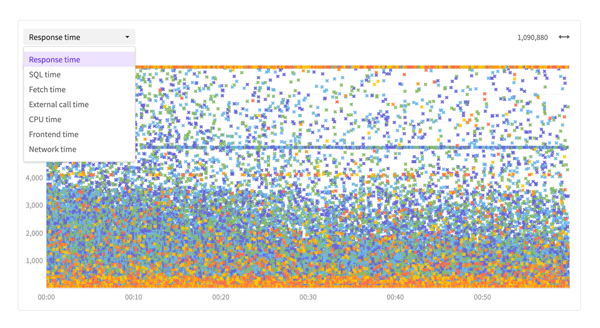 Response time
1,090,880
Response time
SQL time
Fetch time
External call time
CPU time
Frontend time
Network time
4,000
3,000
2,000
1,000
00:00
00:10
00:20
00:30
00:40
00:50